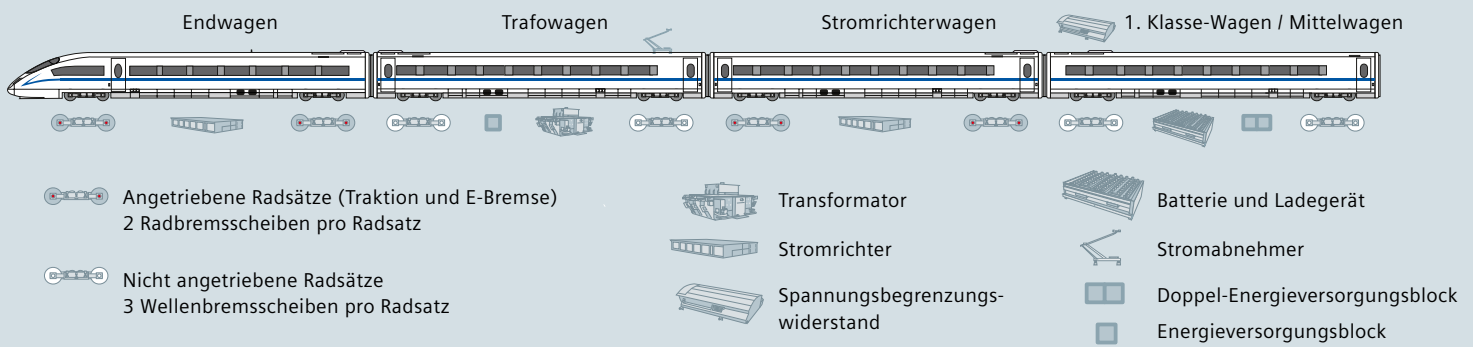 Endwagen
Trafowagen
Stromrichterwagen
1. Klasse-Wagen / Mittelwagen
Angetriebene Radsätze (Traktion und E-Bremse)
2 Radbremsscheiben pro Radsatz
Nicht angetriebene Radsätze
3 Wellenbremsscheiben pro Radsatz
Transformator
Stromrichter
Spannungsbegrenzungs-
widerstand
Batterie und Ladegerät
Stromabnehmer
Doppel-Energieversorgungsblock
Energieversorgungsblock